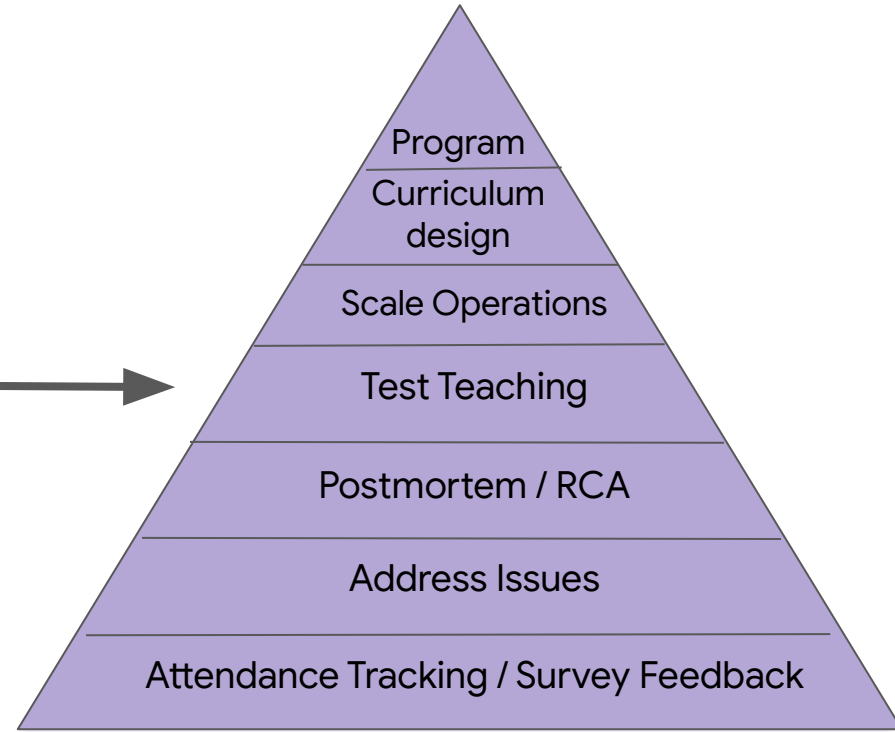 Program
Curriculum
design
Scale Operations
Test Teaching
Postmortem / RCA
Address Issues
Attendance Tracking / Survey Feedback